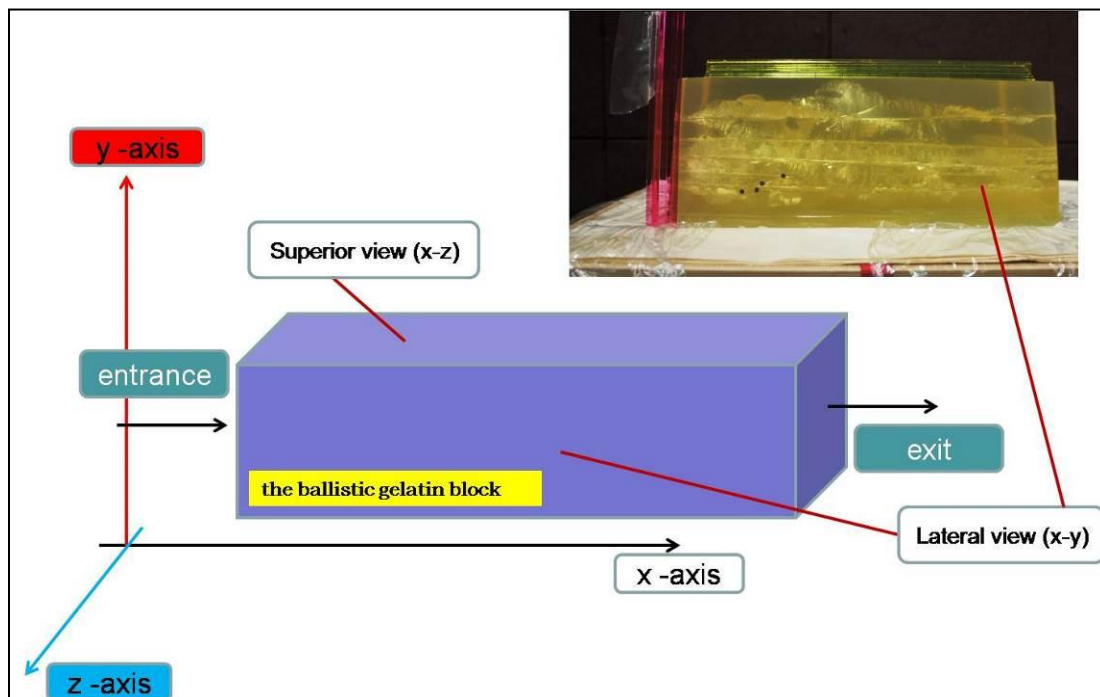 y -axis
Superior view (x-z)
entrance
the ballistic gelatin block
exit
Lateral view (x-y)
x -axis
z -axis